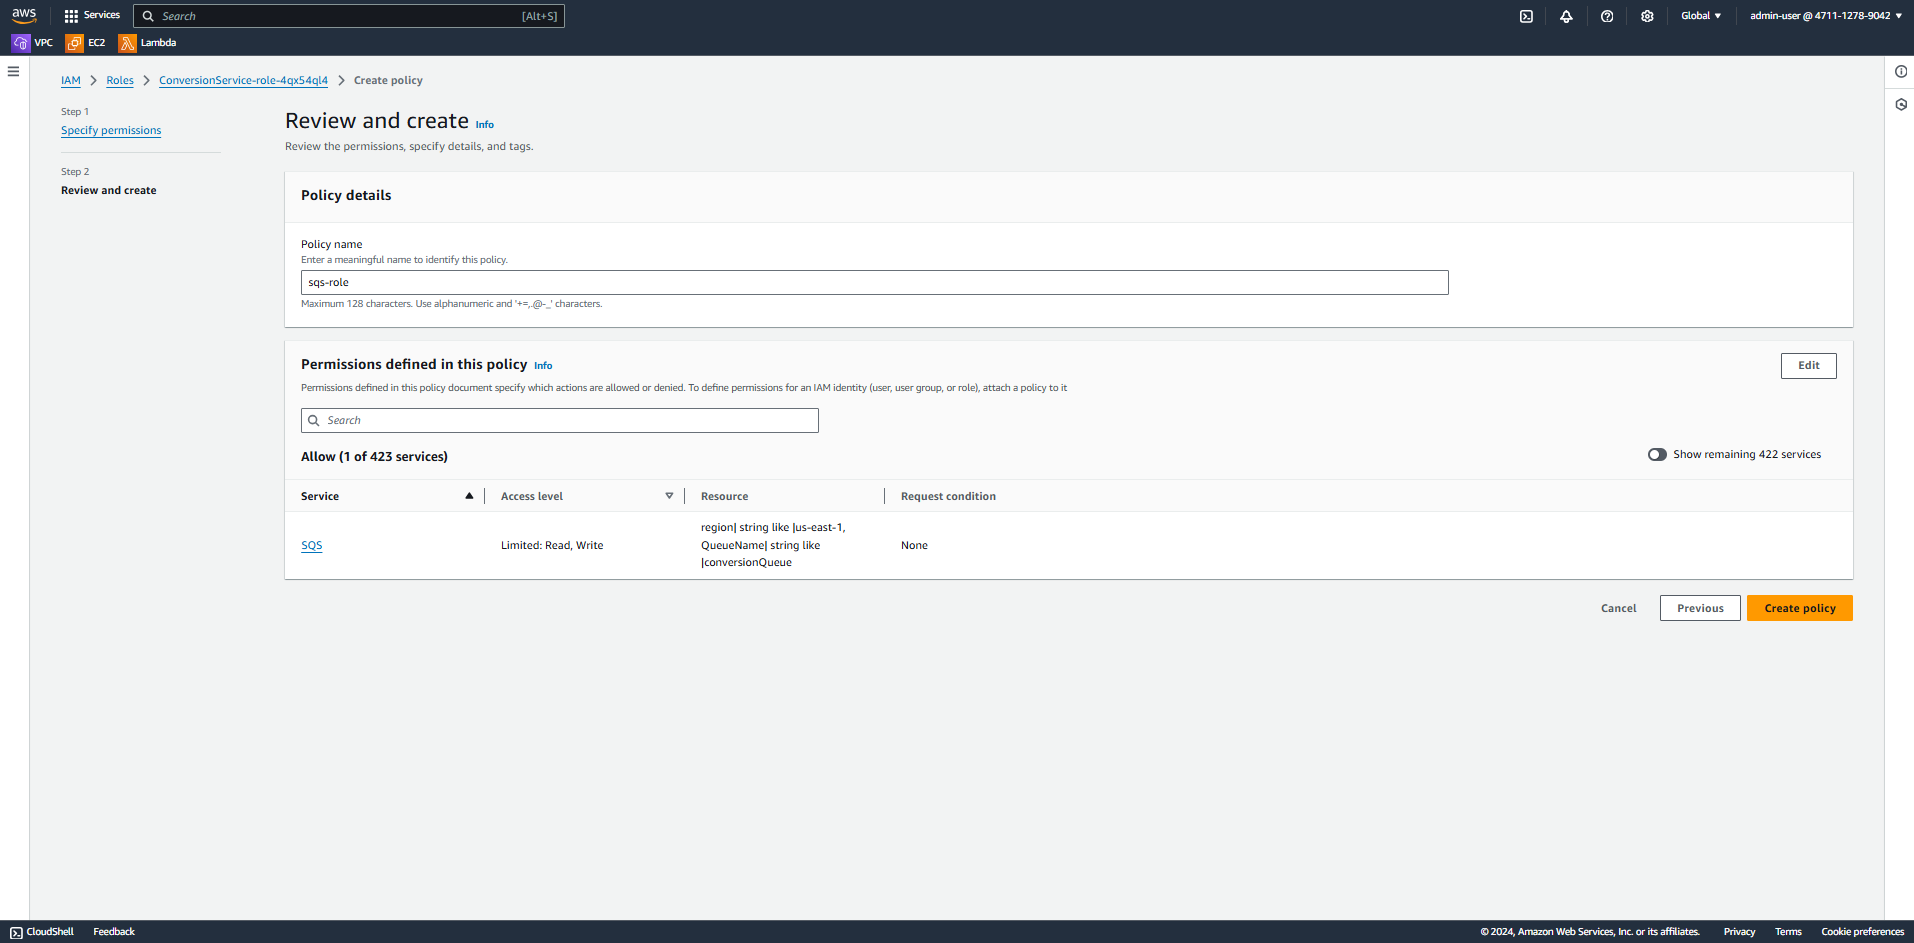 aws
Services
Search [Alt+S]
Global
admin-user @ 4711-1278-9042
VPC
EC2
Lambda
IAM
Roles
ConversionService-role-4qx54ql4
Create policy
Step 1
Specify permissions
Step 2
Review and create
Review and create Info
Review the permissions, specify details, and tags.
Policy details
Policy name
Enter a meaningful name to identify this policy.
sqs-role
Maximum 128 characters. Use alphanumeric and '+=,.@-_' characters.
Permissions defined in this policy Info
Edit
Permissions defined in this policy document specify which actions are allowed or denied. To define permissions for an IAM identity (user, user group, or role), attach a policy to it
Search
Allow (1 of 423 services)
Show remaining 422 services
Service
Access level
Resource
Request condition
SQS
Limited: Read, Write
region| string like |us-east-1,
QueueName| string like
|conversionQueue
None
Cancel
Previous
Create policy
CloudShell
Feedback
© 2024, Amazon Web Services, Inc. or its affiliates.
Privacy
Terms
Cookie preferences